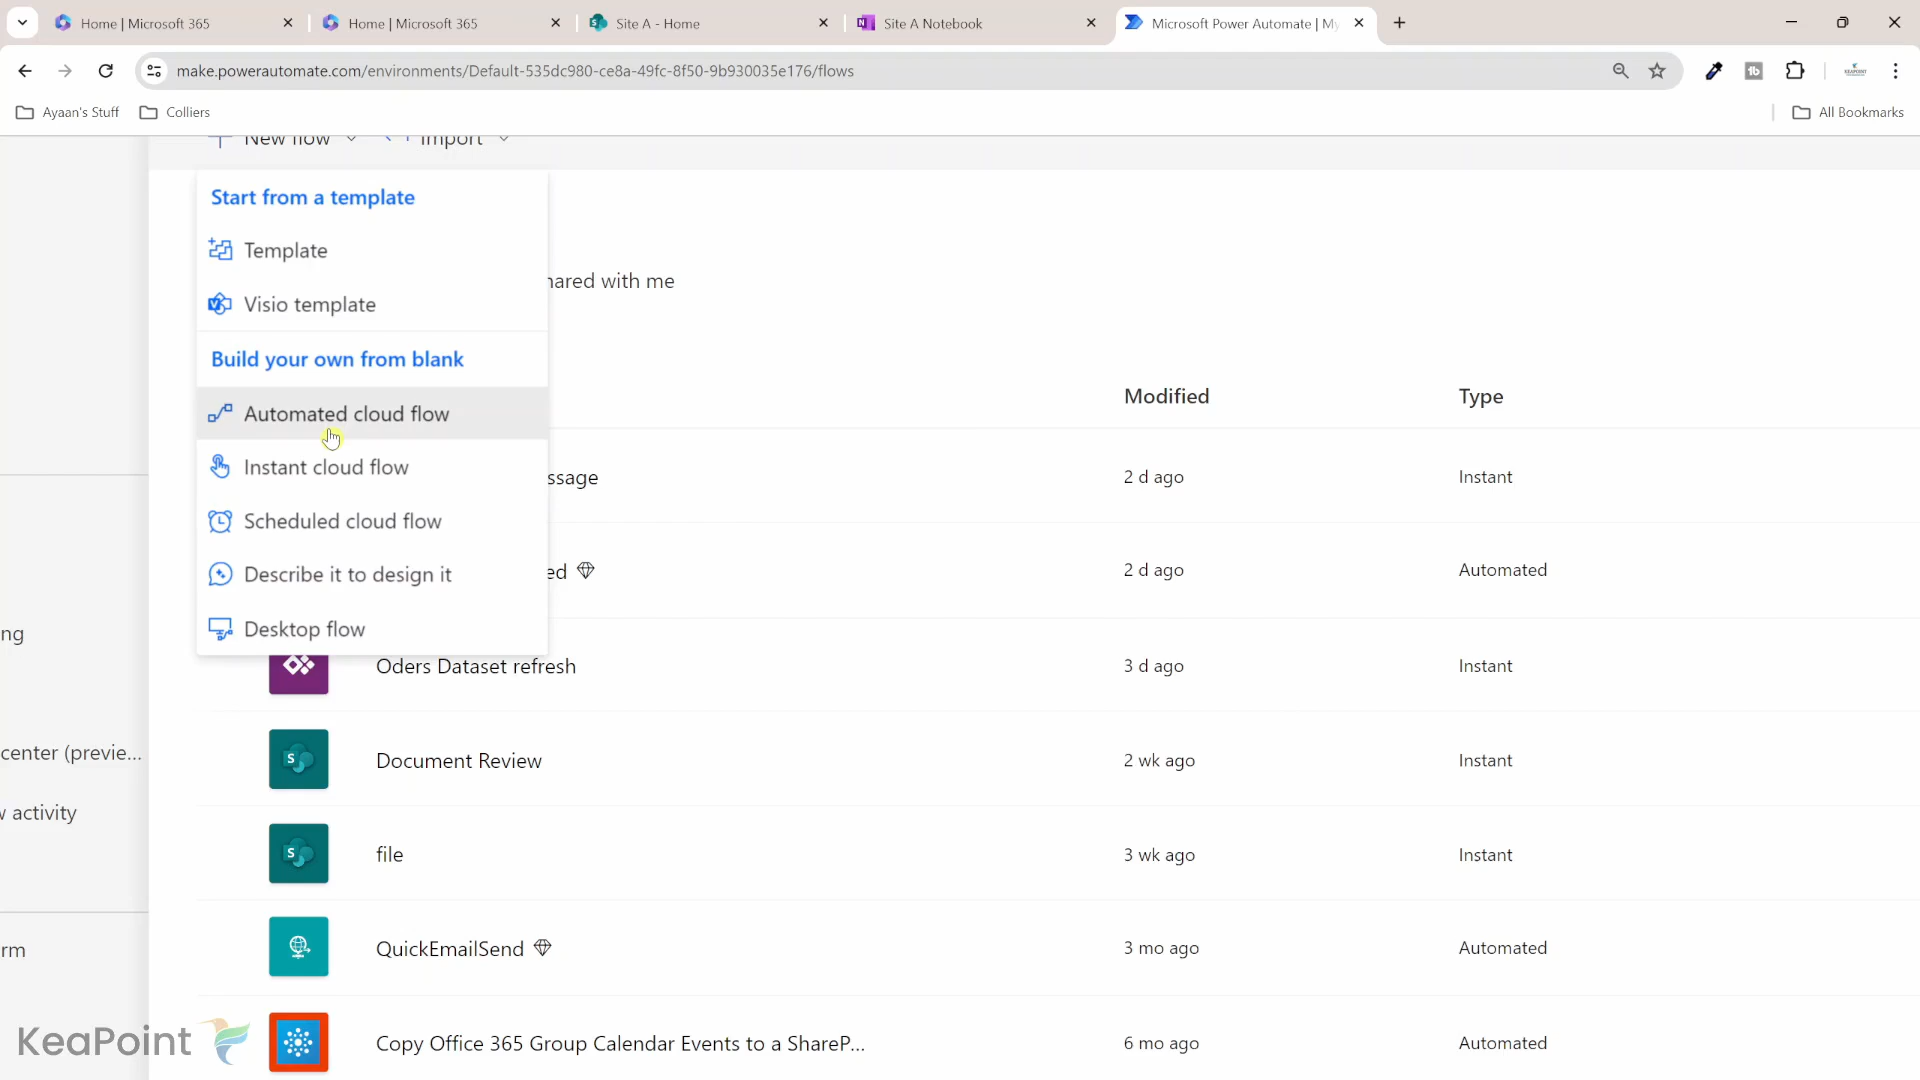 Home | Microsoft 365
Home | Microsoft 365
Site A - Home
Site A Notebook
Microsoft Power Automate | My
make.powerautomate.com/environments/Default-535dc980-ce8a-49fc-8f50-9b930035e176/flows
Ayaan's Stuff
Colliers
All Bookmarks
New flow
Import
Start from a template
Template
Visio template
hared with me
Build your own from blank
Modified
Type
Automated cloud flow
Instant cloud flow
ssage
2 d ago
Instant
Scheduled cloud flow
Describe it to design it
ed
2 d ago
Automated
Desktop flow
ng
Oders Dataset refresh
3 d ago
Instant
center (previe...
Document Review
2 wk ago
Instant
activity
file
3 wk ago
Instant
rm
QuickEmailSend
3 mo ago
Automated
KeaPoint
Copy Office 365 Group Calendar Events to a ShareP...
6 mo ago
Automated